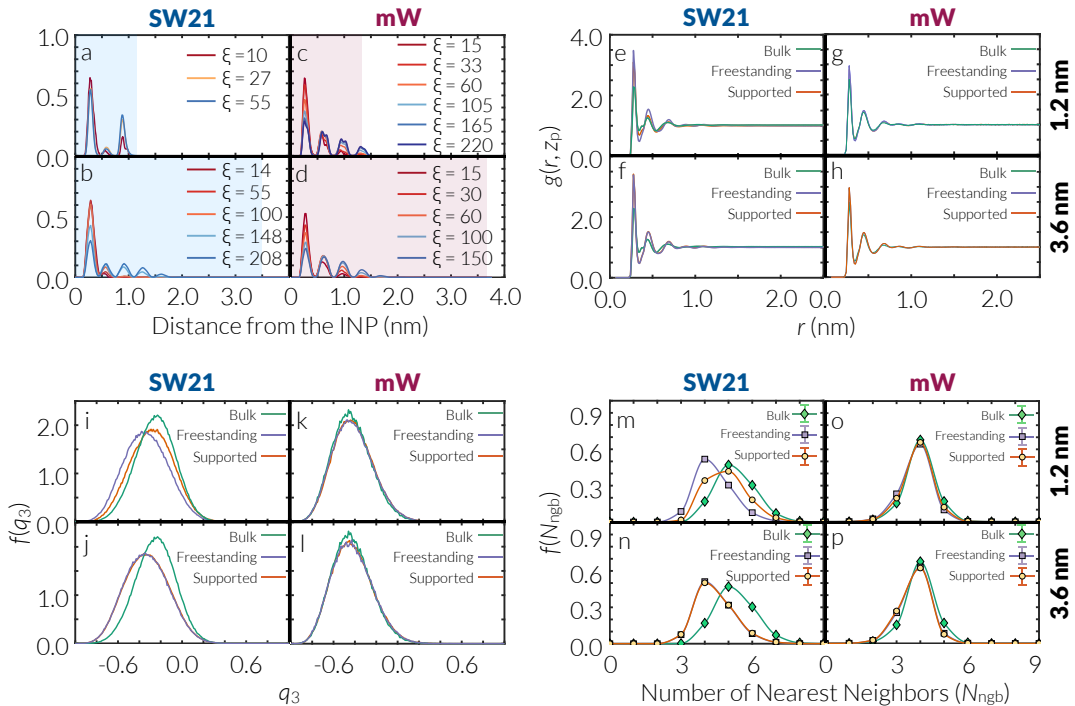 SW21
mW
SW21
mW
1.0
0.5
0.0
a
ξ = 10
ξ = 27
ξ = 55
c
ξ = 15
ξ = 33
ξ = 60
ξ = 105
ξ = 165
ξ = 220
0.5
0.0
b
ξ = 14
ξ = 55
ξ = 100
ξ = 148
ξ = 208
d
ξ = 15
ξ = 30
ξ = 60
ξ = 100
ξ = 150
0.0
1.0
2.0
3.0
0.0
1.0
2.0
3.0
4.0
Distance from the INP (nm)
g(r, zp)
4.0
2.0
0.0
e
Bulk
Freestanding
Supported
g
Bulk
Freestanding
Supported
1.2 nm
2.0
0.0
f
Bulk
Freestanding
Supported
h
Bulk
Freestanding
Supported
3.6 nm
0.0
1.0
2.0
0.0
1.0
2.0
r (nm)
SW21
mW
SW21
mW
f(q3)
2.0
1.0
0.0
i
Bulk
Freestanding
Supported
k
Bulk
Freestanding
Supported
2.0
1.0
0.0
j
Bulk
Freestanding
Supported
l
Bulk
Freestanding
Supported
-0.6
0.0
0.6
-0.6
0.0
0.6
q3
f(Nngb)
0.9
0.6
0.3
0.0
m
Bulk
Freestanding
Supported
o
Bulk
Freestanding
Supported
1.2 nm
0.9
0.6
0.3
0.0
n
Bulk
Freestanding
Supported
p
Bulk
Freestanding
Supported
3.6 nm
0
3
6
0
3
6
9
Number of Nearest Neighbors (Nngb)